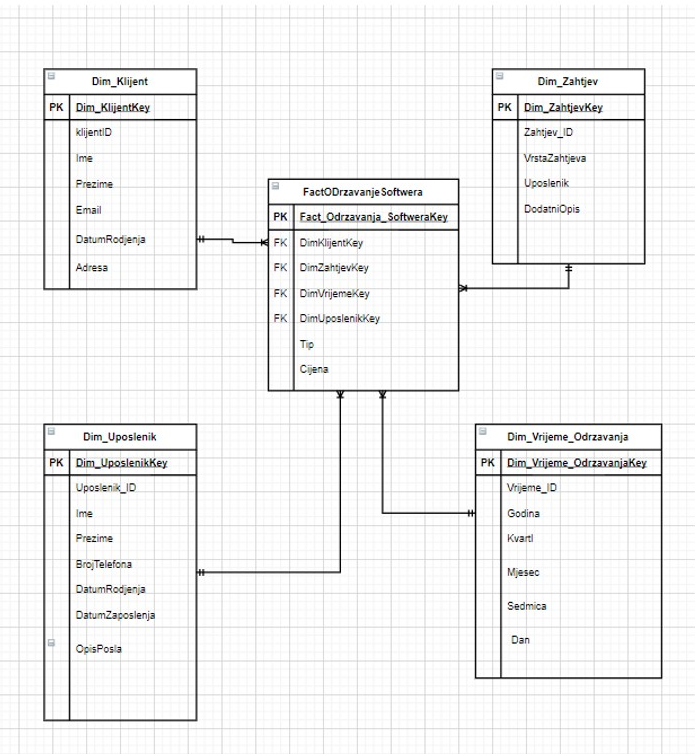 Dim_Klijent
PK Dim_KlijentKey
klijentID
Ime
Prezime
Email
DatumRodjenja
Adresa
Dim_Zahtjev
PK Dim_ZahtjevKey
Zahtjev_ID
VrstaZahtjeva
Uposlenik
DodatniOpis
FactODrzavanjeSoftwera
PK Fact_Odrzavanja_SoftweraKey
FK DimKlijentKey
FK DimZahtjevKey
FK DimVrijemeKey
FK DimUposlenikKey
Tip
Cijena
Dim_Uposlenik
PK Dim_UposlenikKey
Uposlenik_ID
Ime
Prezime
BrojTelefona
DatumRodjenja
DatumZaposlenja
OpisPosla
Dim_Vrijeme_Odrzavanja
PK Dim_Vrijeme_OdrzavanjaKey
Vrijeme_ID
Godina
Kvartl
Mjesec
Sedmica
Dan